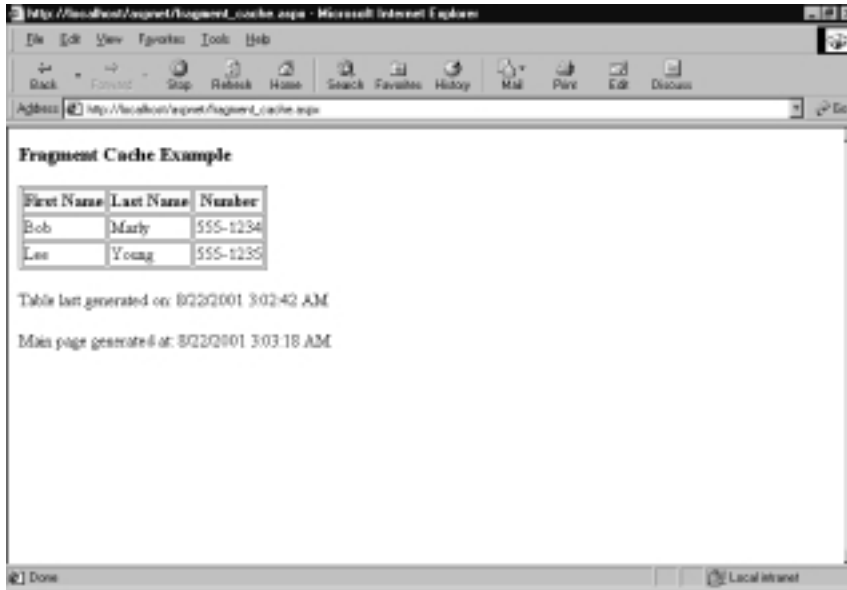 http://localhost/aspnet/fragment_cache.aspx - Microsoft Internet Explorer
File Edit View Favorites Tools Help
Back Forward Stop Refresh Home Search Favorites History Mail Print Edit Discuss
Address http://localhost/aspnet/fragment_cache.aspx Go
Fragment Cache Example
First Name Last Name Number
Bob Marly 555-1234
Lee Young 555-1235
Table last generated on: 8/22/2001 3:02:42 AM
Main page generated at: 8/22/2001 3:03:18 AM
Done Local intranet